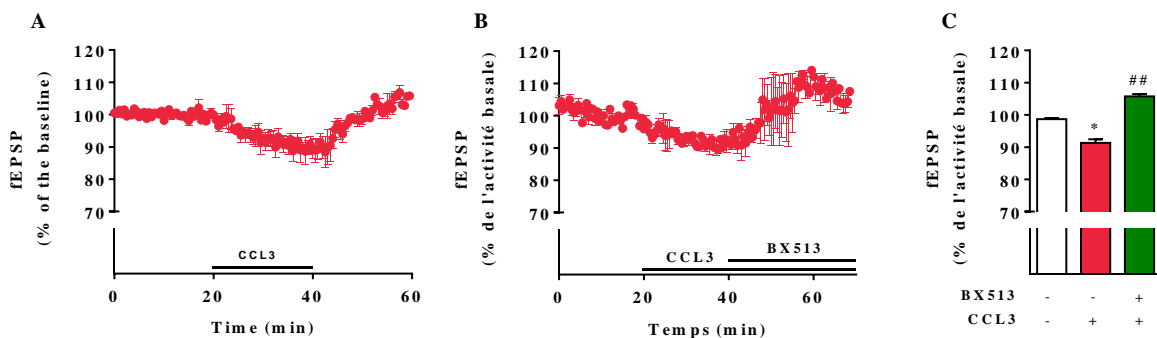 A
fEPSP
(% of the baseline)
120
110
100
90
80
70
CCL3
0
20
40
60
Time (min)
B
fEPSP
(% de l'activité basale)
120
110
100
90
80
70
BX513
CCL3
0
20
40
60
Temps (min)
C
fEPSP
(% de l'activité basale)
120
110
100
90
80
70
*
##
BX513 - - +
CCL3 - + +